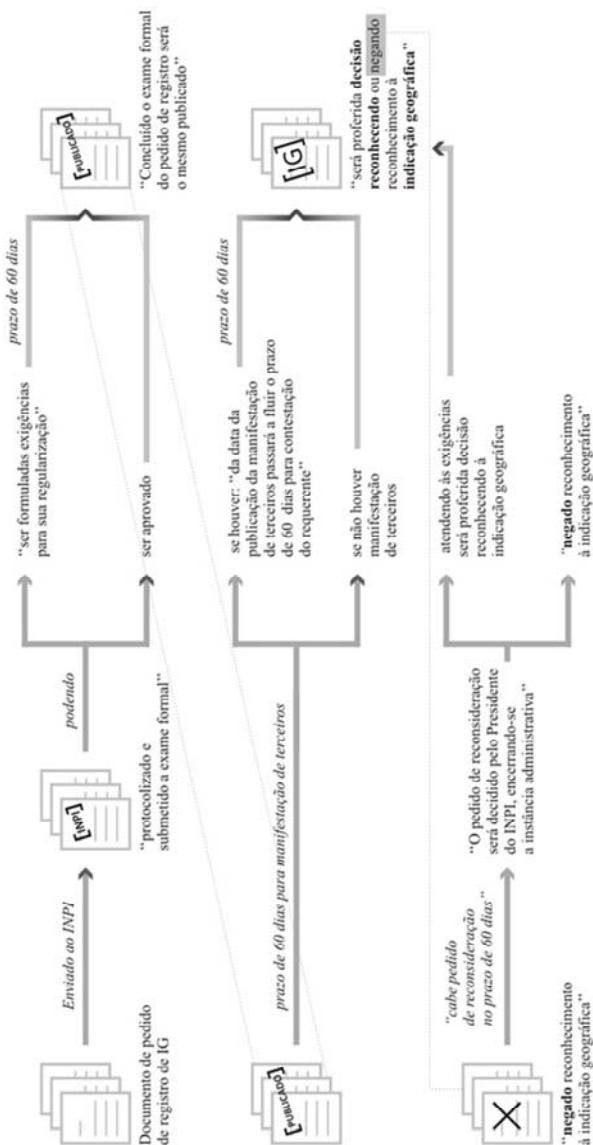 Documento de pedido
de registro de IG
Enviado ao INPI
[INPI]
"protocolizado e
submetido a exame formal"
podendo
"ser formuladas exigências
para sua regularização"
prazo de 60 dias
ser aprovado
[PUBLICADO]
"Concluído o exame formal
do pedido de registro será
o mesmo publicado"
[PUBLICADO]
prazo de 60 dias para manifestação de terceiros
se houver: "da data da
publicação da manifestação
de terceiros passará a fluir o prazo
de 60 dias para contestação
do requerente"
prazo de 60 dias
se não houver
manifestação
de terceiros
[IG]
"será proferida decisão
reconhecendo ou negando
reconhecimento à
indicação geográfica"
"negado reconhecimento
à indicação geográfica"
"cabe pedido
de reconsideração
no prazo de 60 dias"
"O pedido de reconsideração
será decidido pelo Presidente
do INPI, encerrando-se
a instância administrativa"
atendendo às exigências
será proferida decisão
reconhecendo à
indicação geográfica
"negado reconhecimento
à indicação geográfica"